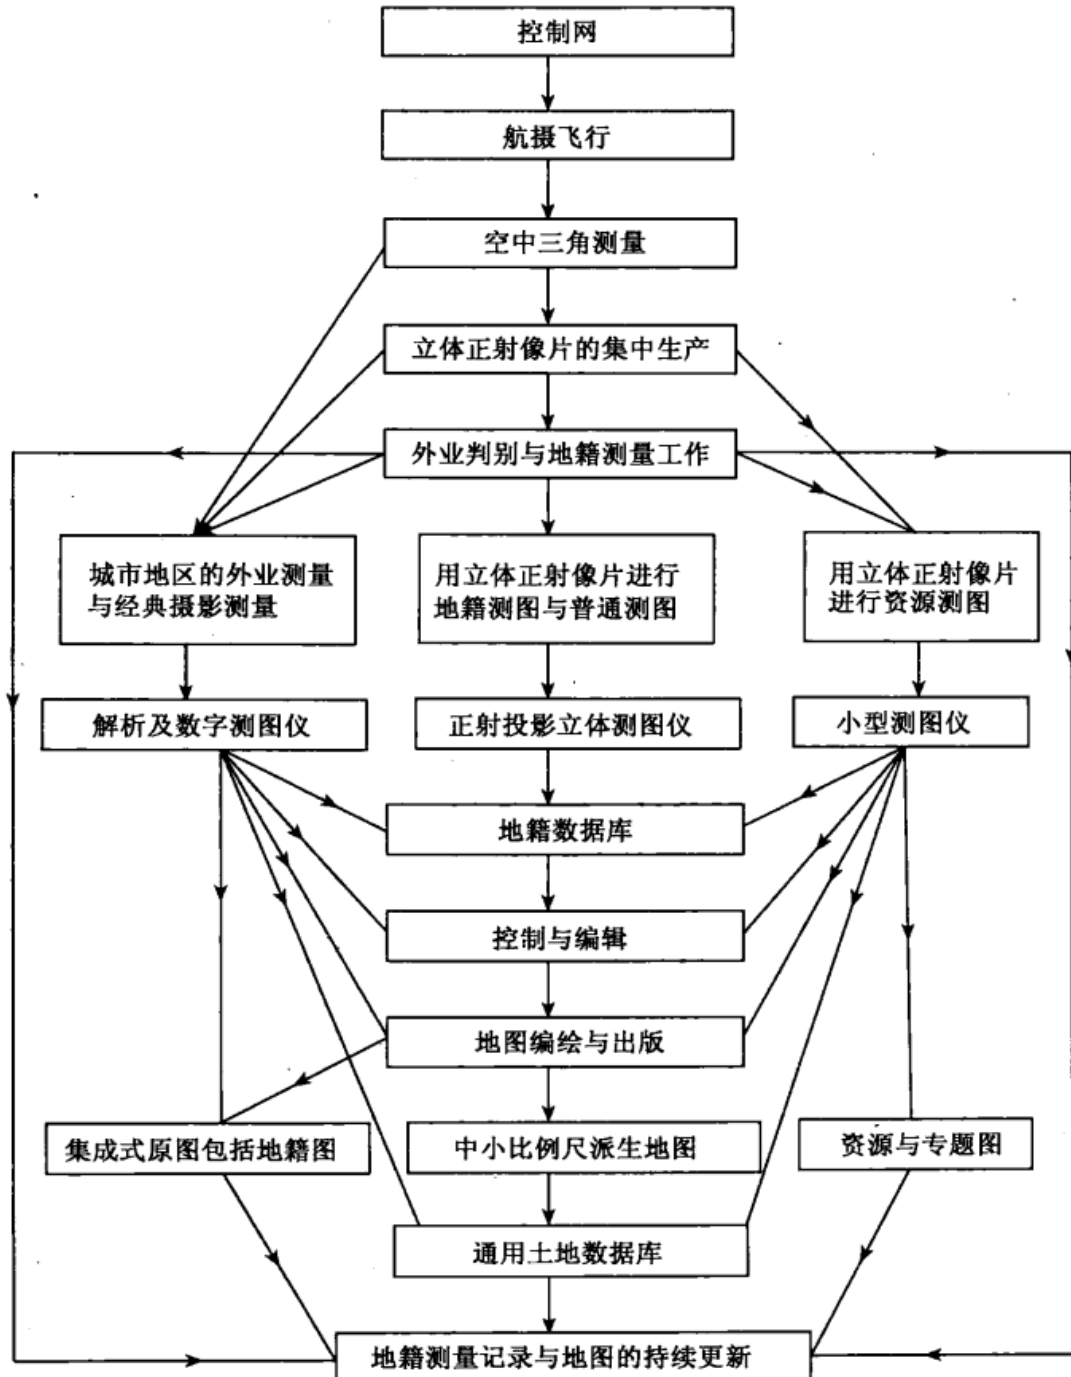 控制网
航摄飞行
空中三角测量
立体正射像片的集中生产
外业判别与地籍测量工作
城市地区的外业测量
与经典摄影测量
用立体正射像片进行
地籍测图与普通测图
用立体正射像片
进行资源测图
解析及数字测图仪
正射投影立体测图仪
小型测图仪
地籍数据库
控制与编辑
地图编绘与出版
集成式原图包括地籍图
中小比例尺派生地图
资源与专题图
通用土地数据库
地籍测量记录与地图的持续更新